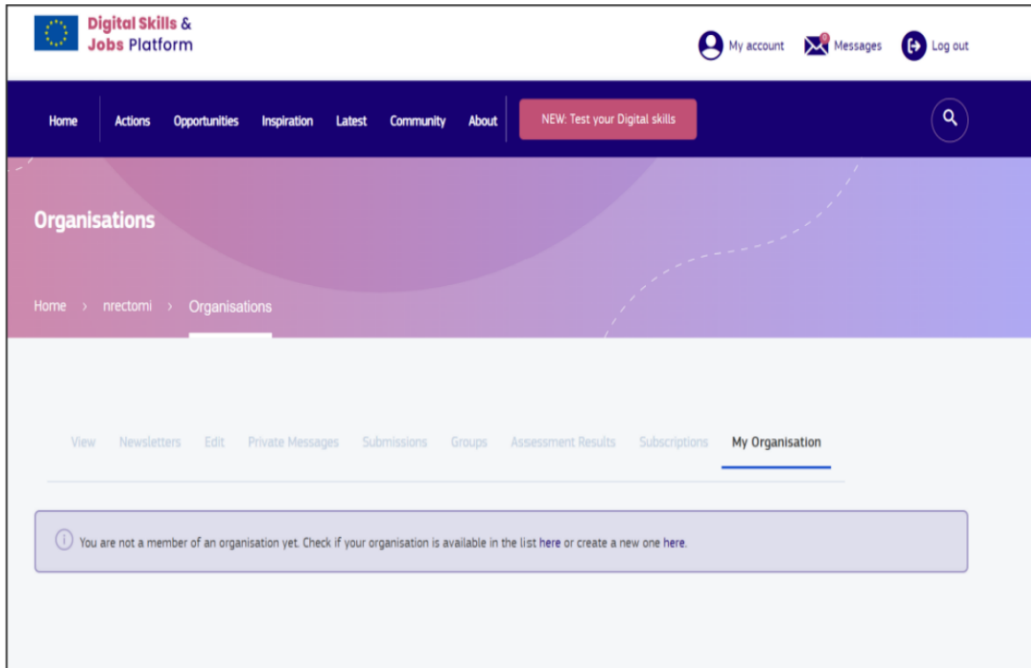 Digital Skills &
Jobs Platform
My account Messages Log out
Home Actions Opportunities Inspiration Latest Community About NEW: Test your Digital skills
Organisations
Home > nrectomi > Organisations
View Newsletters Edit Private Messages Submissions Groups Assessment Results Subscriptions My Organisation
You are not a member of an organisation yet. Check if your organisation is available in the list here or create a new one here.